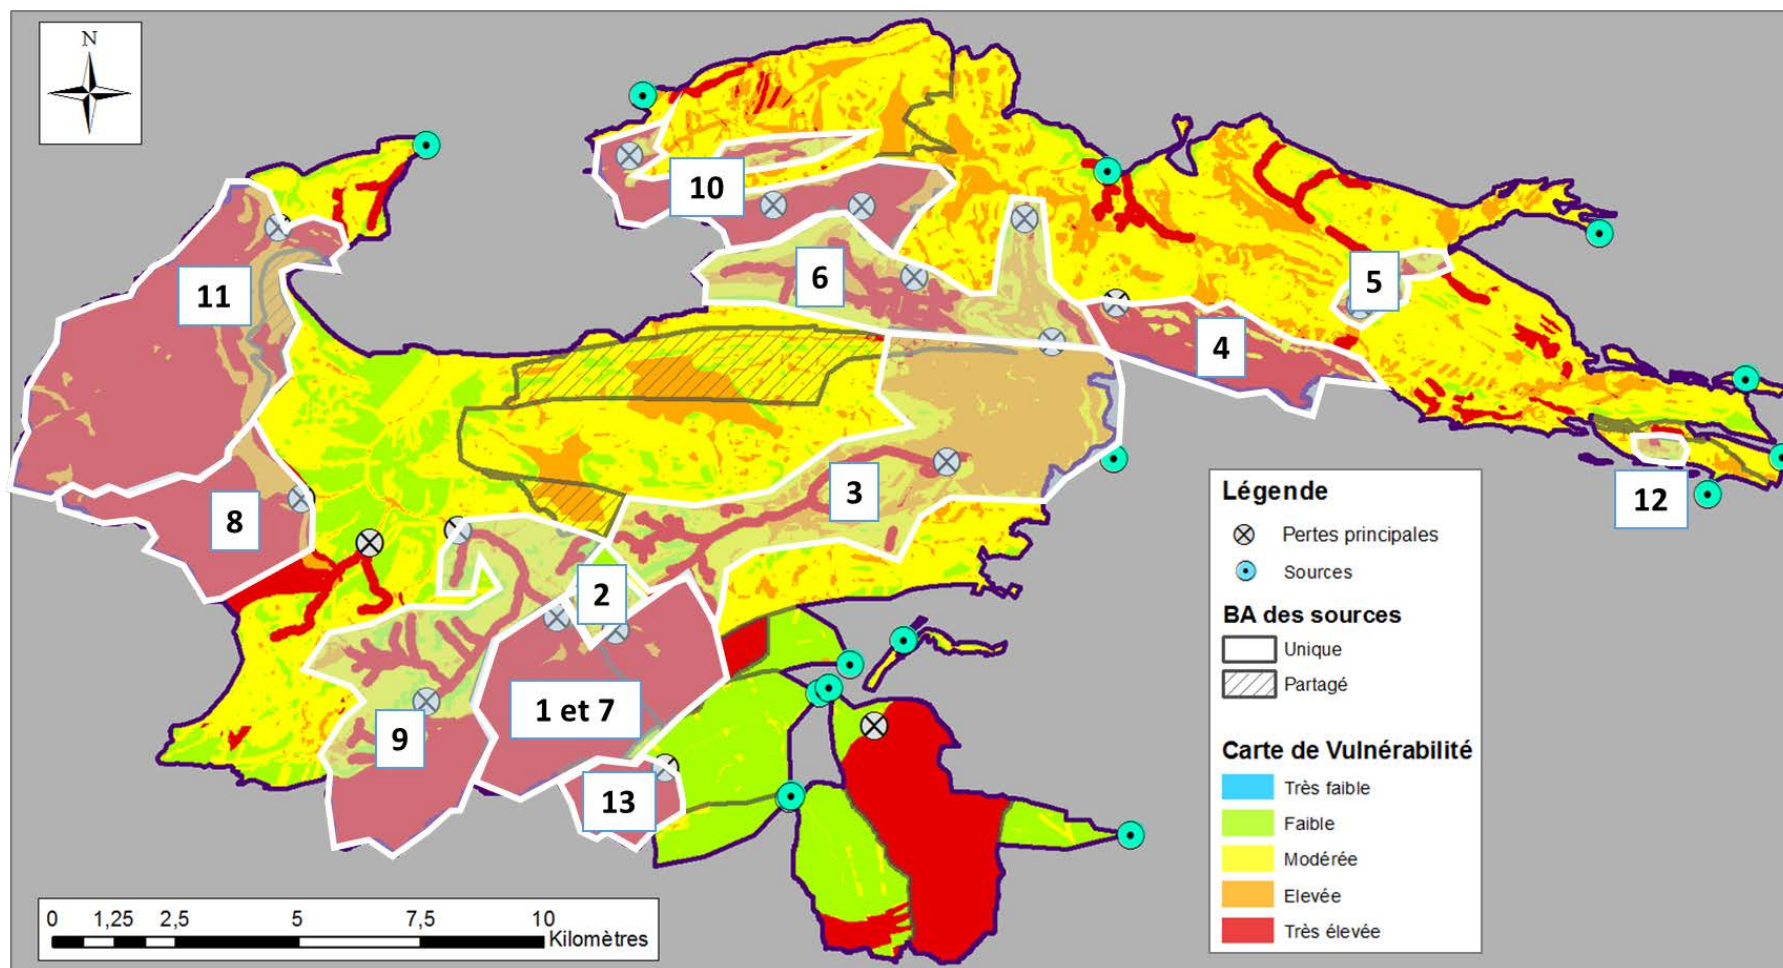 N
10
11
6
5
4
3
8
12
2
1 et 7
9
13
Légende
Pertes principales
Sources
BA des sources
Unique
Partagé
Carte de Vulnérabilité
Très faible
Faible
Modérée
Elevée
Très élevée
0 1,25 2,5 5 7,5 10
Kilomètres